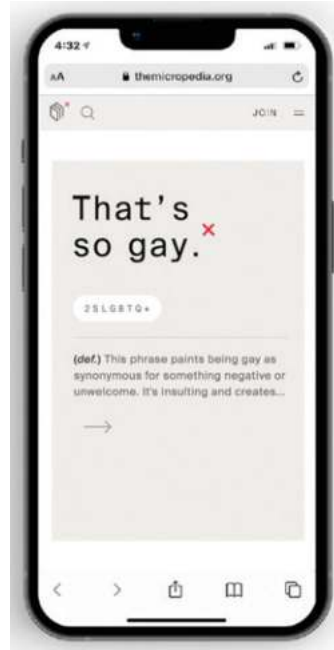 4:32
AA themicropedia.org
JOIN
That's
so gay.
2SLGBTQ+
(def.) This phrase paints being gay as
synonymous for something negative or
unwelcome. It's insulting and creates...